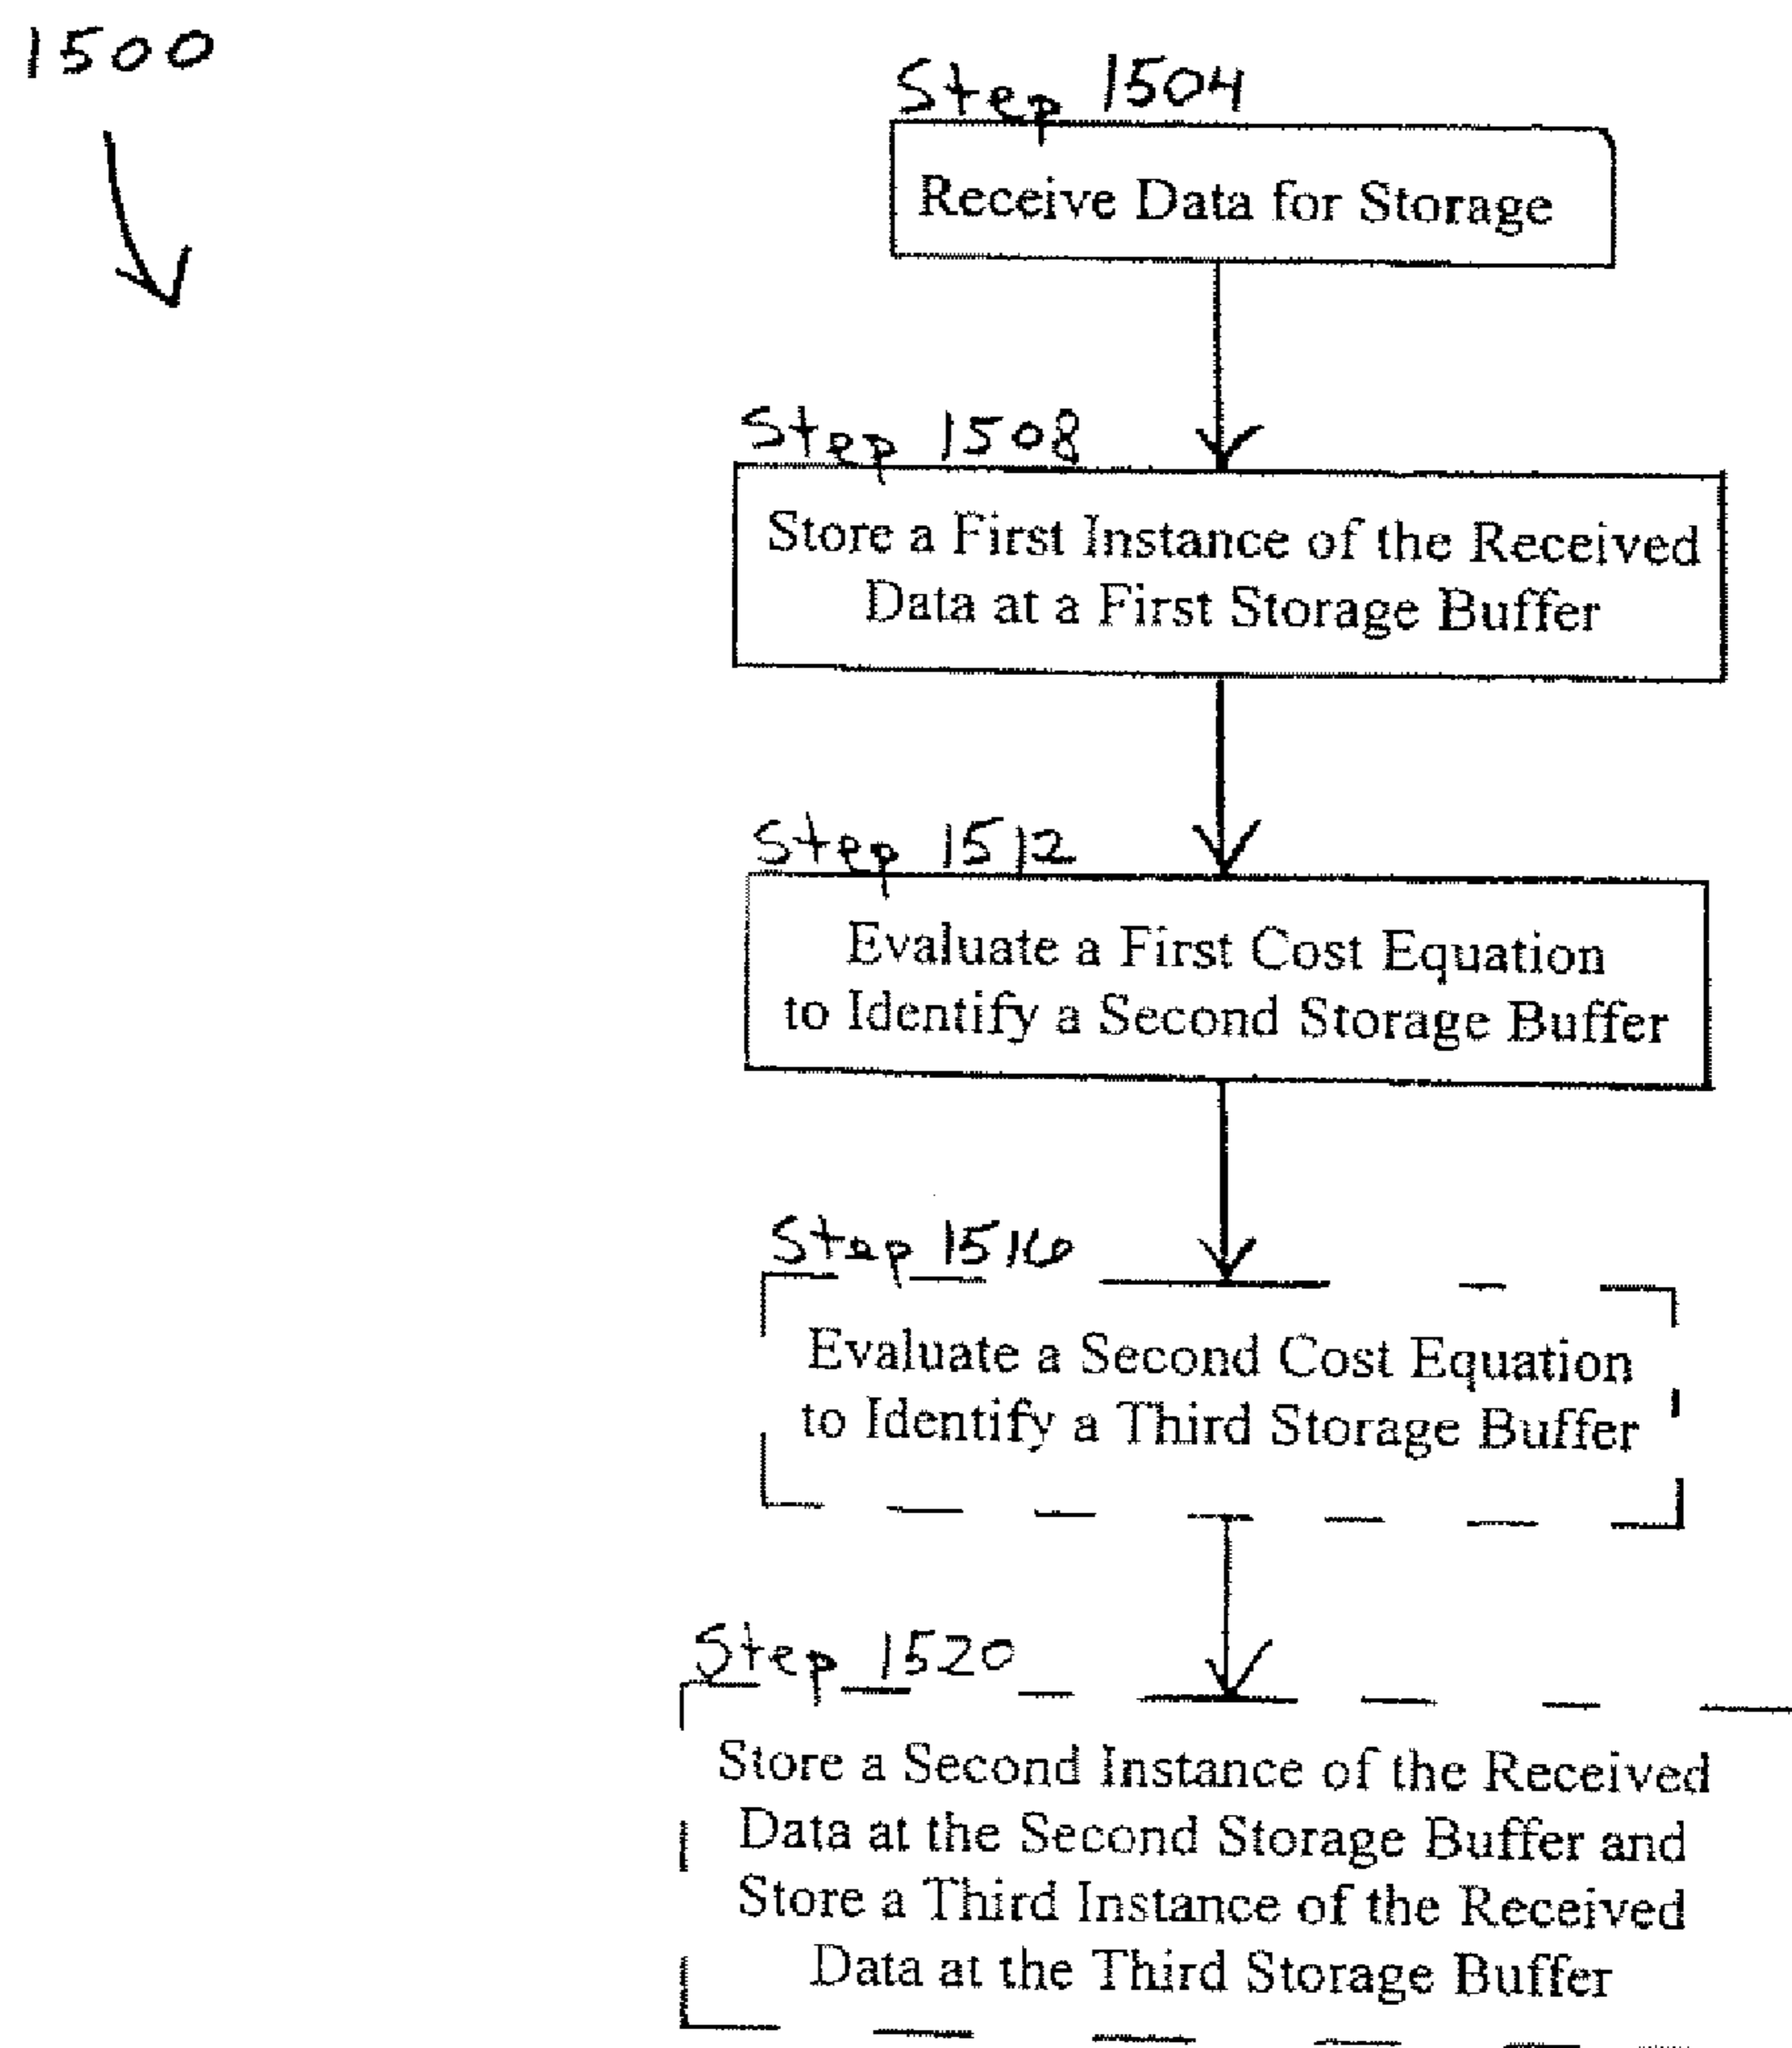 1500
Step 1504
Receive Data for Storage
Step 1508
Store a First Instance of the Received
Data at a First Storage Buffer
Step 1512
Evaluate a First Cost Equation
to Identify a Second Storage Buffer
Step 1516
Evaluate a Second Cost Equation
to Identify a Third Storage Buffer
Step 1520
Store a Second Instance of the Received
Data at the Second Storage Buffer and
Store a Third Instance of the Received
Data at the Third Storage Buffer